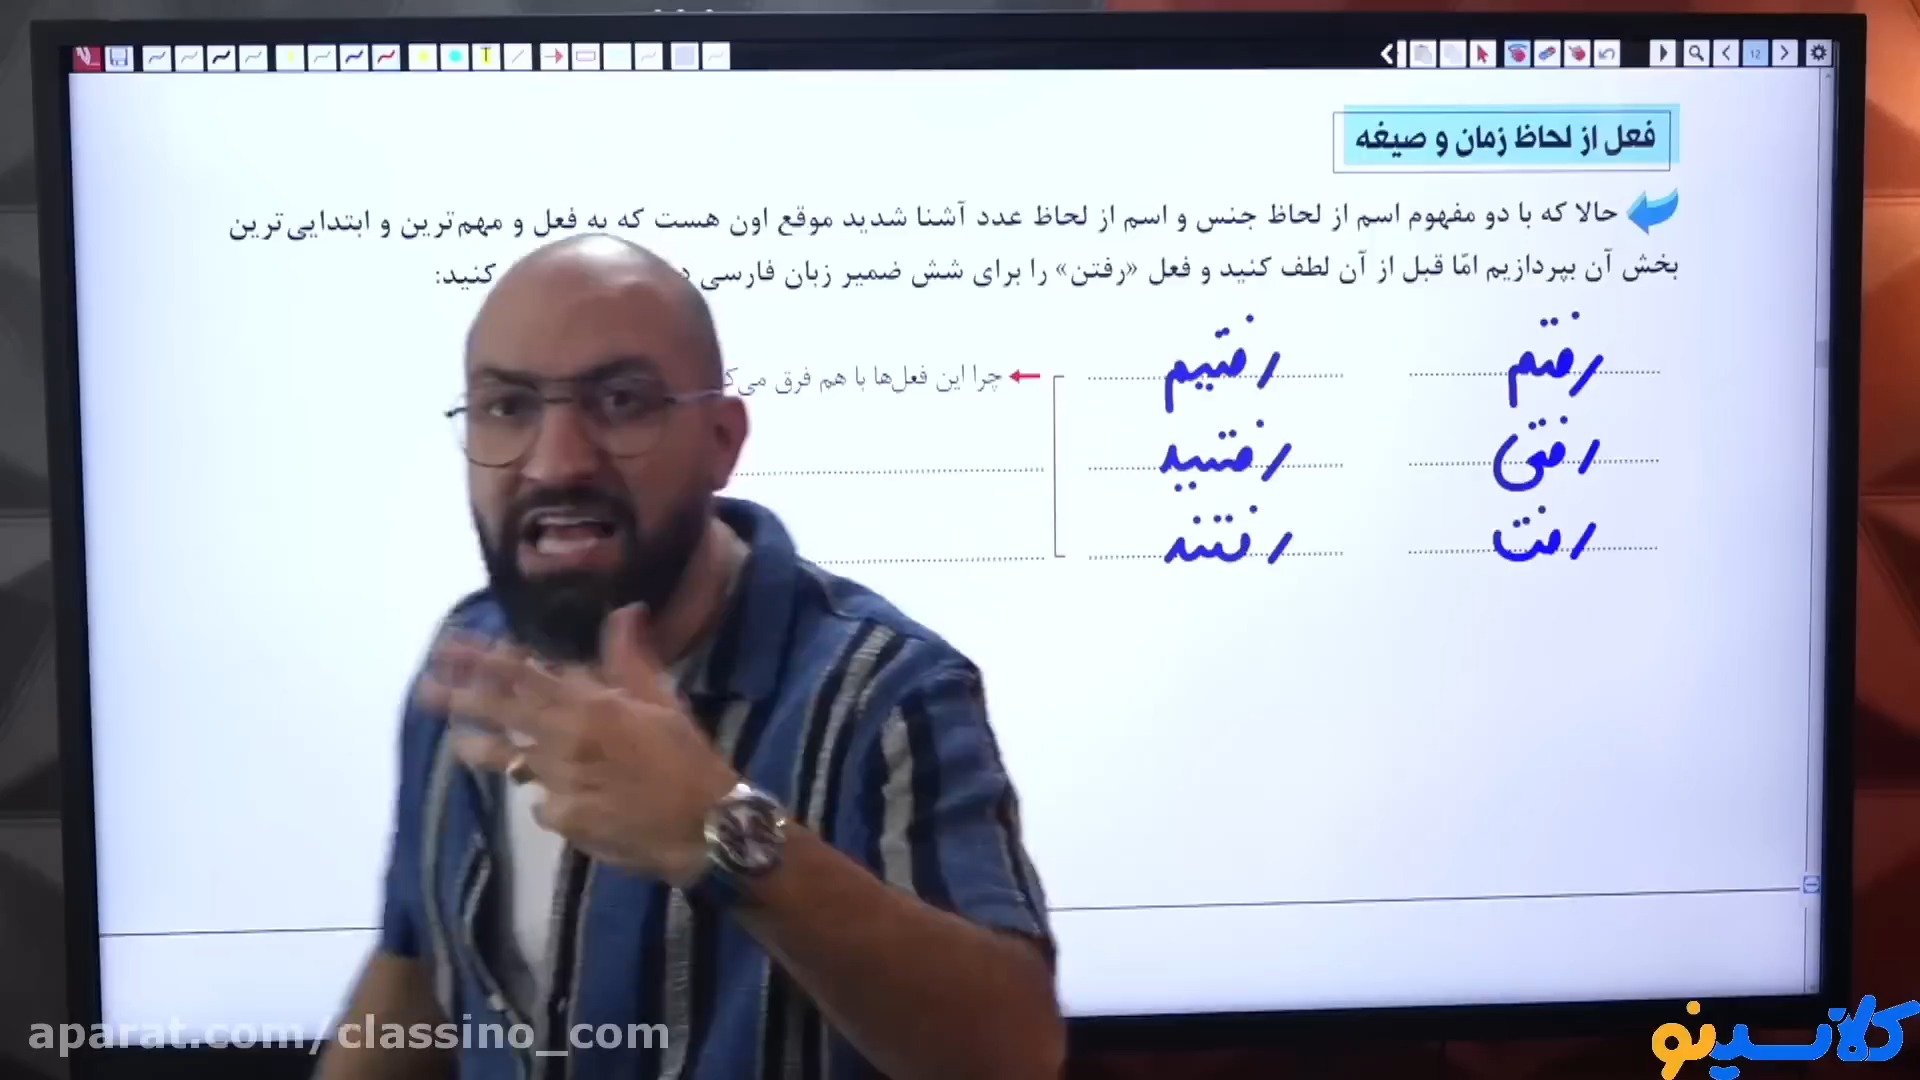 فعل از لحاظ زمان و صیغه
حالا که با دو مفهوم اسم از لحاظ جنس و اسم از لحاظ عدد آشنا شدید موقع اون هست که به فعل و مهم‌ترین و ابتدایی‌ترین
بخش آن بپردازیم امّا قبل از آن لطف کنید و فعل «رفتن» را برای شش ضمیر زبان فارسی کنید:
رفتم رفتیم چرا این فعل‌ها با هم فرق
رفتی رفتید
رفت رفتند
12
T
aparat.com/classino_com
کلاسینو